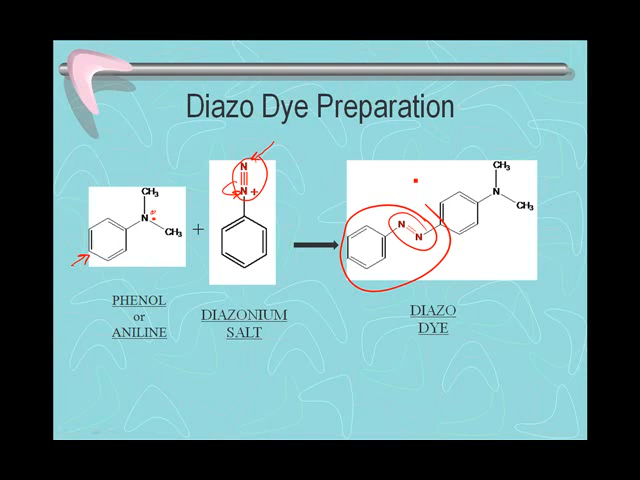 Diazo Dye Preparation
CH₃
N
CH₃
+
N
N+
CH₃
N
CH₃
N
N
PHENOL
or
ANILINE
DIAZONIUM
SALT
DIAZO
DYE